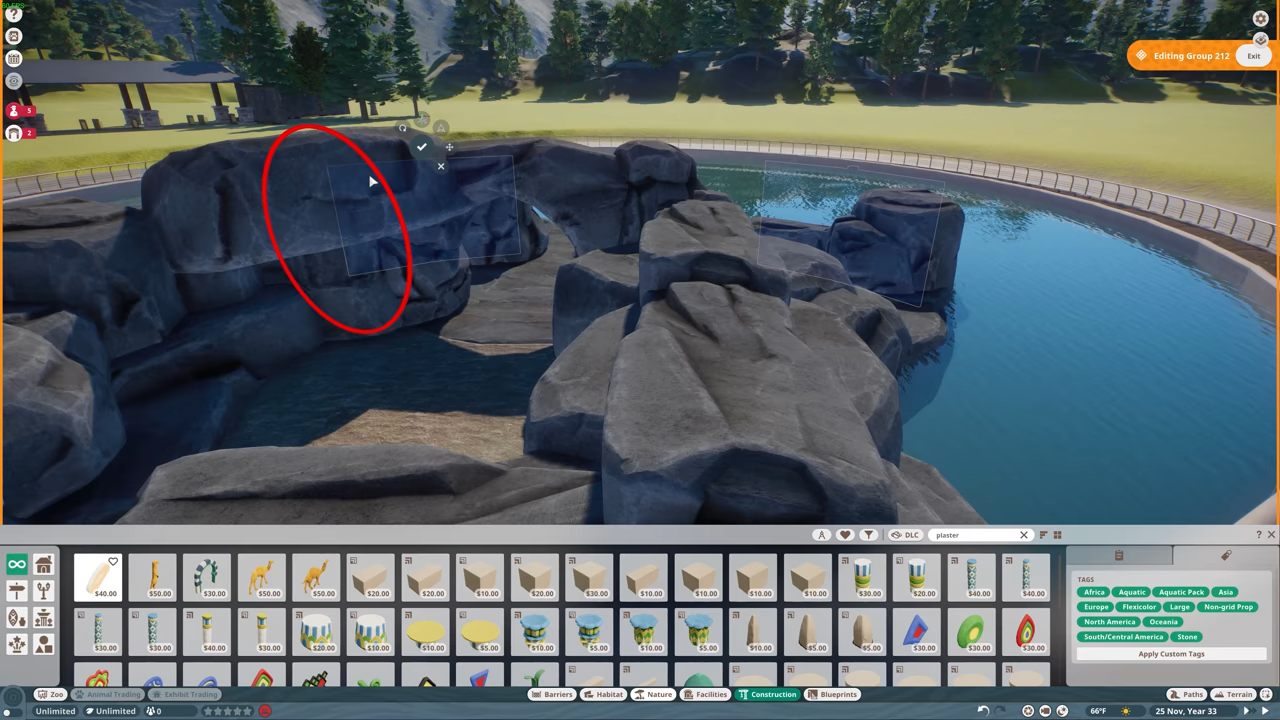 60 FPS
Editing Group 212
Exit
5
2
DLC
plaster
?
$40.00
$50.00
$30.00
$50.00
$50.00
$20.00
$20.00
$10.00
$20.00
$30.00
$10.00
$10.00
$10.00
$10.00
$30.00
$20.00
$40.00
$40.00
$30.00
$30.00
$40.00
$30.00
$20.00
$10.00
$30.00
$30.00
$10.00
$5.00
$10.00
$5.00
$10.00
$5.00
$5.00
$30.00
$30.00
$30.00
TAGS
Africa
Aquatic
Aquatic Pack
Asia
Europe
Flexicolor
Large
Non-grid Prop
North America
Oceania
South/Central America
Stone
Apply Custom Tags
Zoo
Animal Trading
Exhibit Trading
Barriers
Habitat
Nature
Facilities
Construction
Blueprints
Paths
Terrain
Unlimited
Unlimited
0
66°F
25 Nov, Year 33